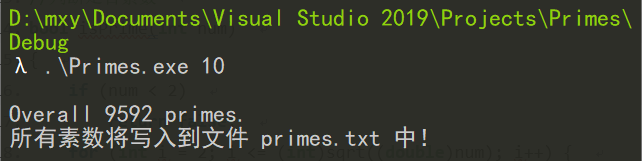 D:\mxy\Documents\Visual Studio 2019\Projects\Primes\
Debug
λ .\Primes.exe 10
Overall 9592 primes.
所有素数将写入到文件 primes.txt 中!